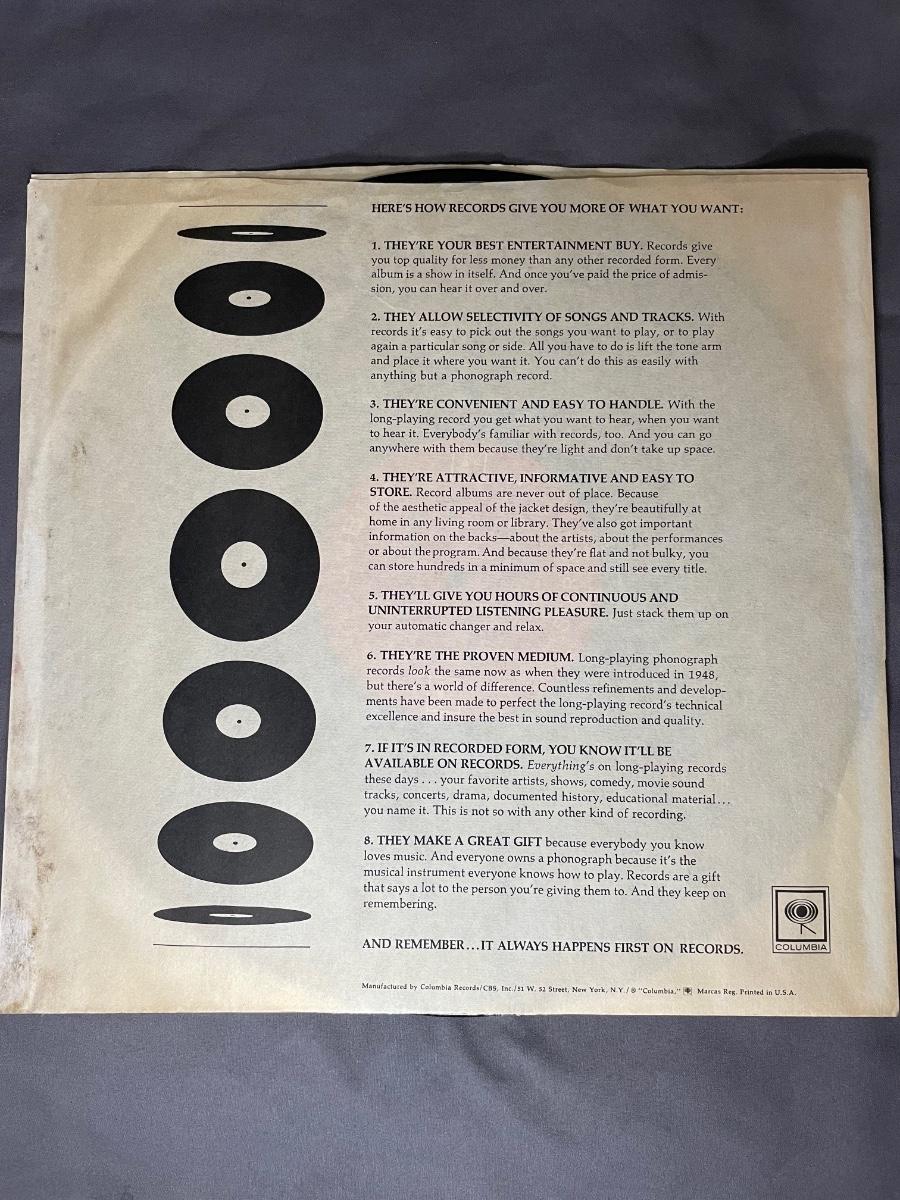 HERE'S HOW RECORDS GIVE YOU MORE OF WHAT YOU WANT:
1. THEY'RE YOUR BEST ENTERTAINMENT BUY. Records give
you top quality for less money than any other recorded form. Every
album is a show in itself. And once you've paid the price of admis-
sion, you can hear it over and over.
2. THEY ALLOW SELECTIVITY OF SONGS AND TRACKS. With
records it's easy to pick out the songs you want to play, or to play
again a particular song or side. All you have to do is lift the tone arm
and place it where you want it. You can't do this as easily with
anything but a phonograph record.
3. THEY'RE CONVENIENT AND EASY TO HANDLE. With the
long-playing record you get what you want to hear, when you want
to hear it. Everybody's familiar with records, too. And you can go
anywhere with them because they're light and don't take up space.
4. THEY'RE ATTRACTIVE, INFORMATIVE AND EASY TO
STORE. Record albums are never out of place. Because
of the aesthetic appeal of the jacket design, they're beautifully at
home in any living room or library. They've also got important
information on the backs—about the artists, about the performances
or about the program. And because they're flat and not bulky, you
can store hundreds in a minimum of space and still see every title.
5. THEY'LL GIVE YOU HOURS OF CONTINUOUS AND
UNINTERRUPTED LISTENING PLEASURE. Just stack them up on
your automatic changer and relax.
6. THEY'RE THE PROVEN MEDIUM. Long-playing phonograph
records look the same now as when they were introduced in 1948,
but there's a world of difference. Countless refinements and develop-
ments have been made to perfect the long-playing record's technical
excellence and insure the best in sound reproduction and quality.
7. IF IT'S IN RECORDED FORM, YOU KNOW IT'LL BE
AVAILABLE ON RECORDS. Everything's on long-playing records
these days . . . your favorite artists, shows, comedy, movie sound
tracks, concerts, drama, documented history, educational material...
you name it. This is not so with any other kind of recording.
8. THEY MAKE A GREAT GIFT because everybody you know
loves music. And everyone owns a phonograph because it's the
musical instrument everyone knows how to play. Records are a gift
that says a lot to the person you're giving them to. And they keep on
remembering.
AND REMEMBER...IT ALWAYS HAPPENS FIRST ON RECORDS.
COLUMBIA
Manufactured by Columbia Records/CBS, Inc./51 W. 52 Street, New York, N.Y./ ® "Columbia," Marcas Reg. Printed in U.S.A.